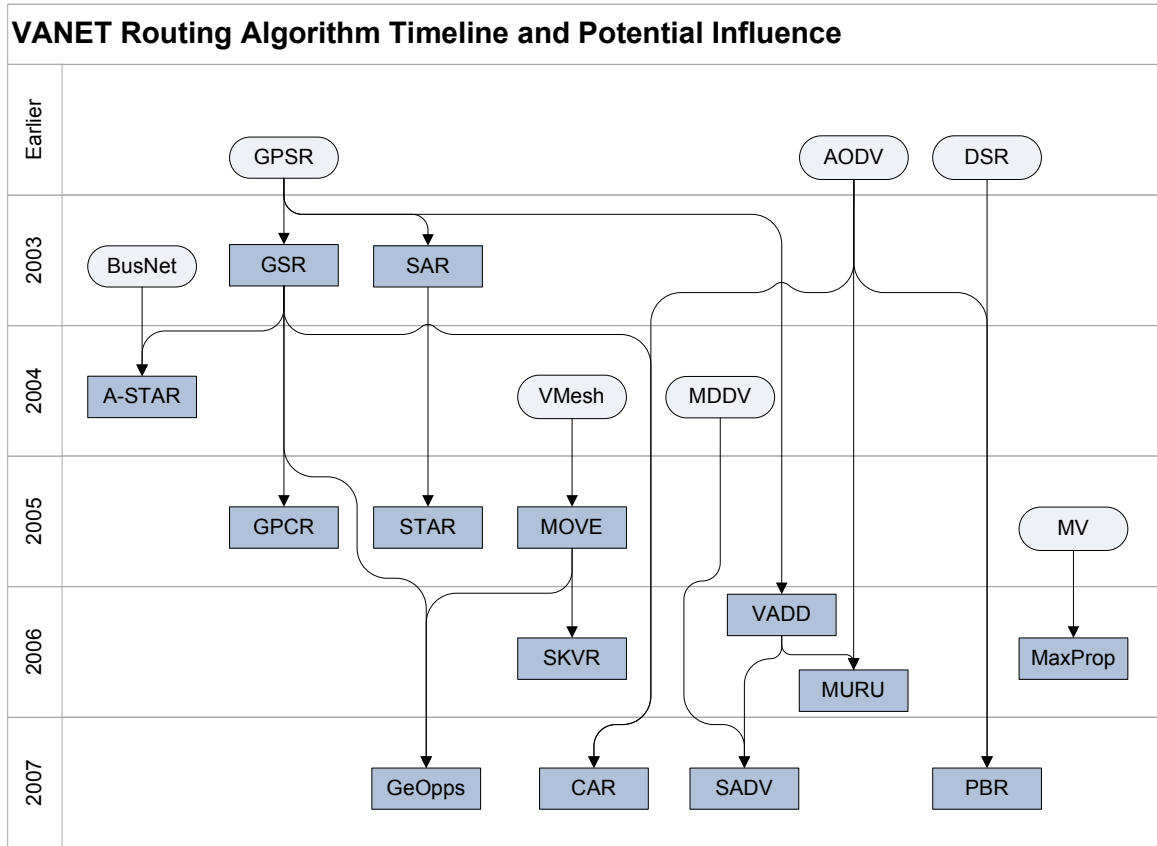 VANET Routing Algorithm Timeline and Potential Influence
Earlier
GPSR
AODV
DSR
2003
BusNet
GSR
SAR
2004
A-STAR
VMesh
MDDV
2005
GPCR
STAR
MOVE
MV
2006
VADD
SKVR
MURU
MaxProp
2007
GeOpps
CAR
SADV
PBR